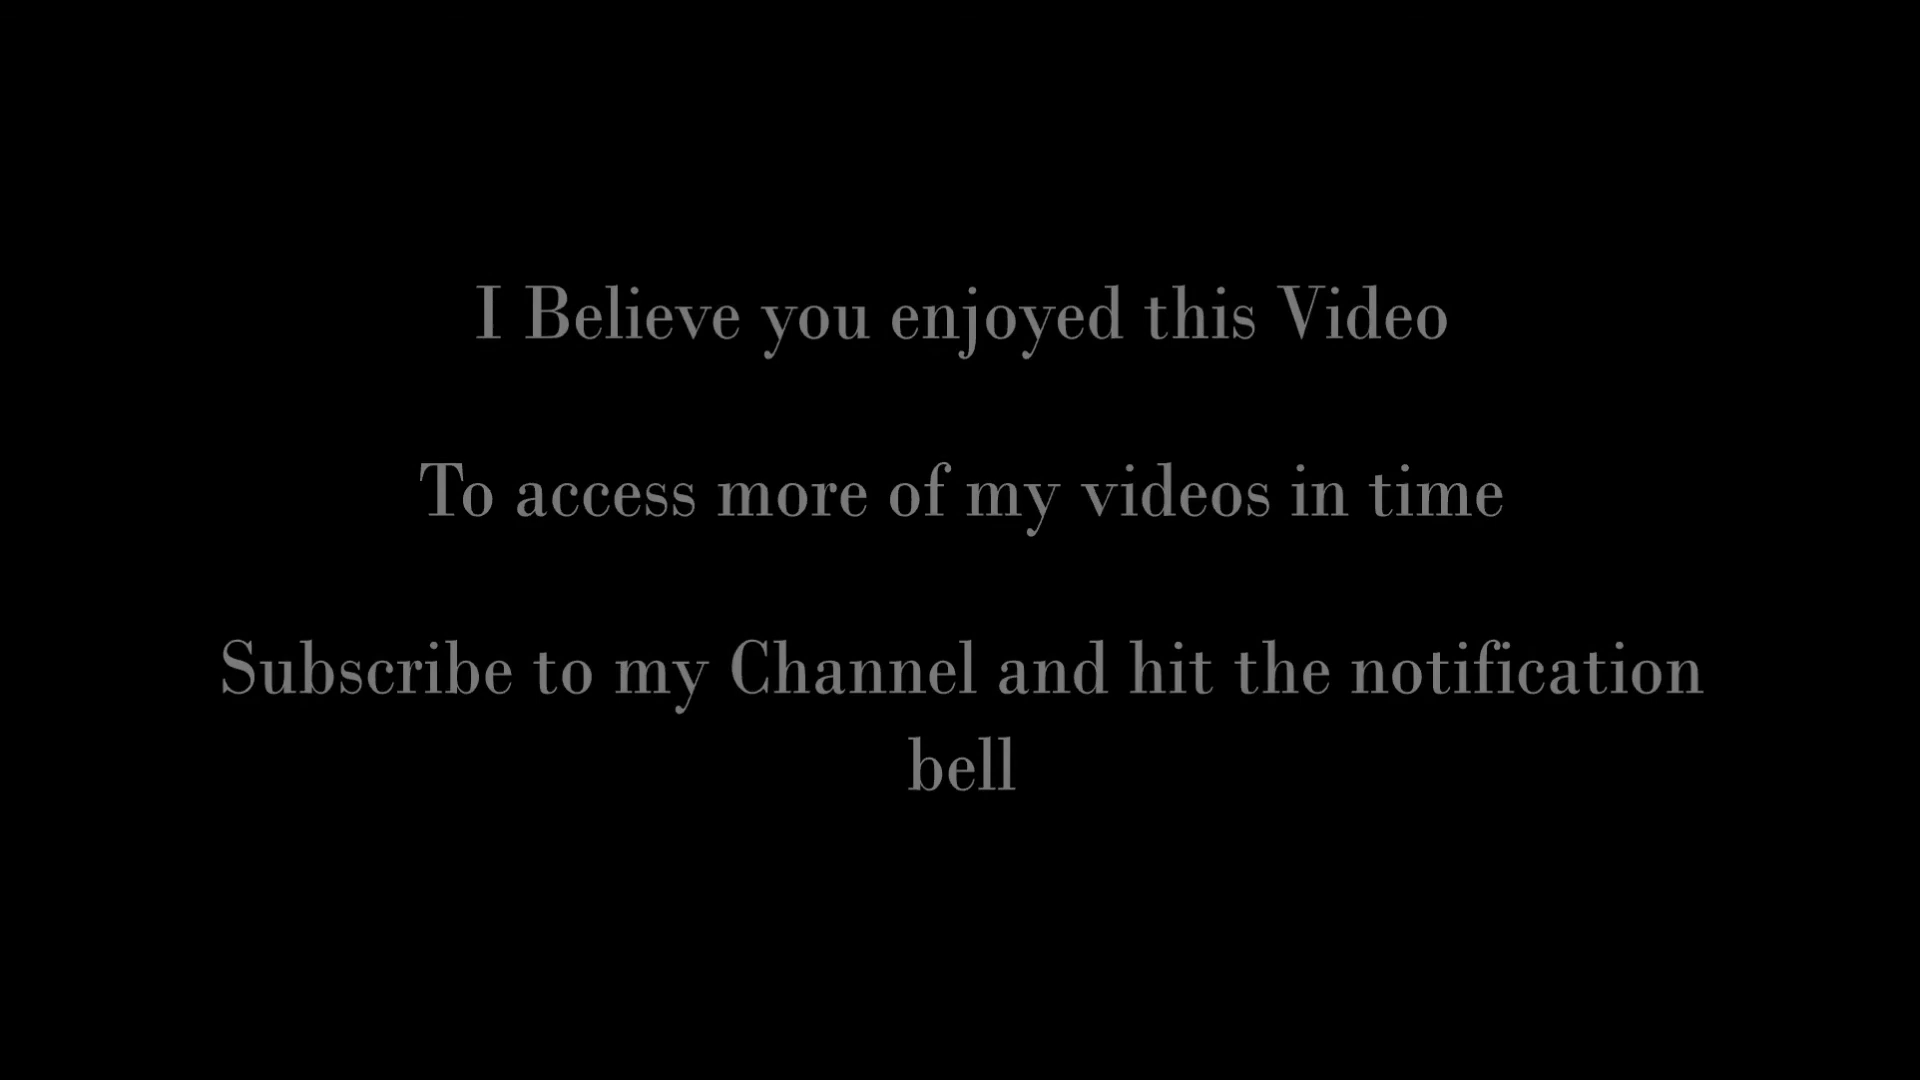 I Believe you enjoyed this Video
To access more of my videos in time
Subscribe to my Channel and hit the notification
bell